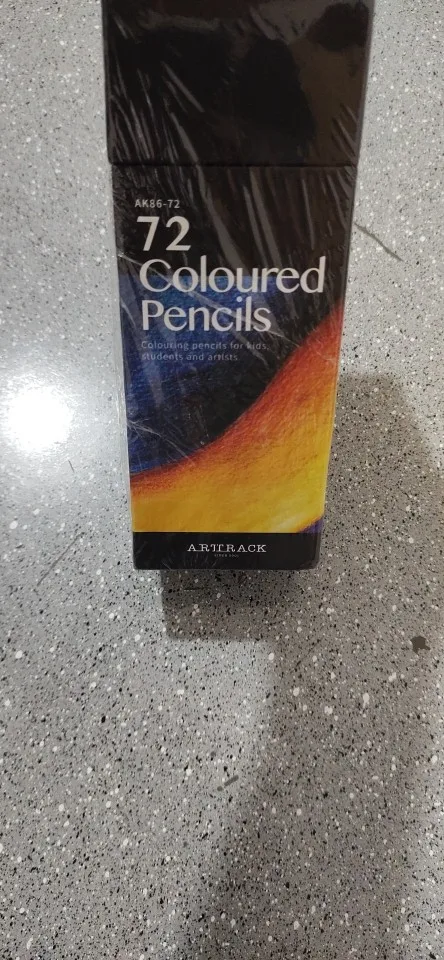 AK86-72
72
Coloured
Pencils
Colouring pencils for kids,
students and artists
ARTTRACK